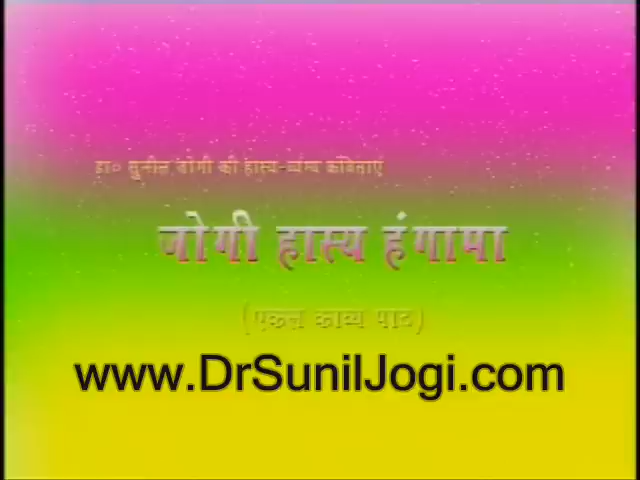 डा० सुनील जोगी की हास्य-व्यंग्य कविताएं
जोगी हास्य हंगामा
(एकल काव्य पाठ)
www.DrSunilJogi.com